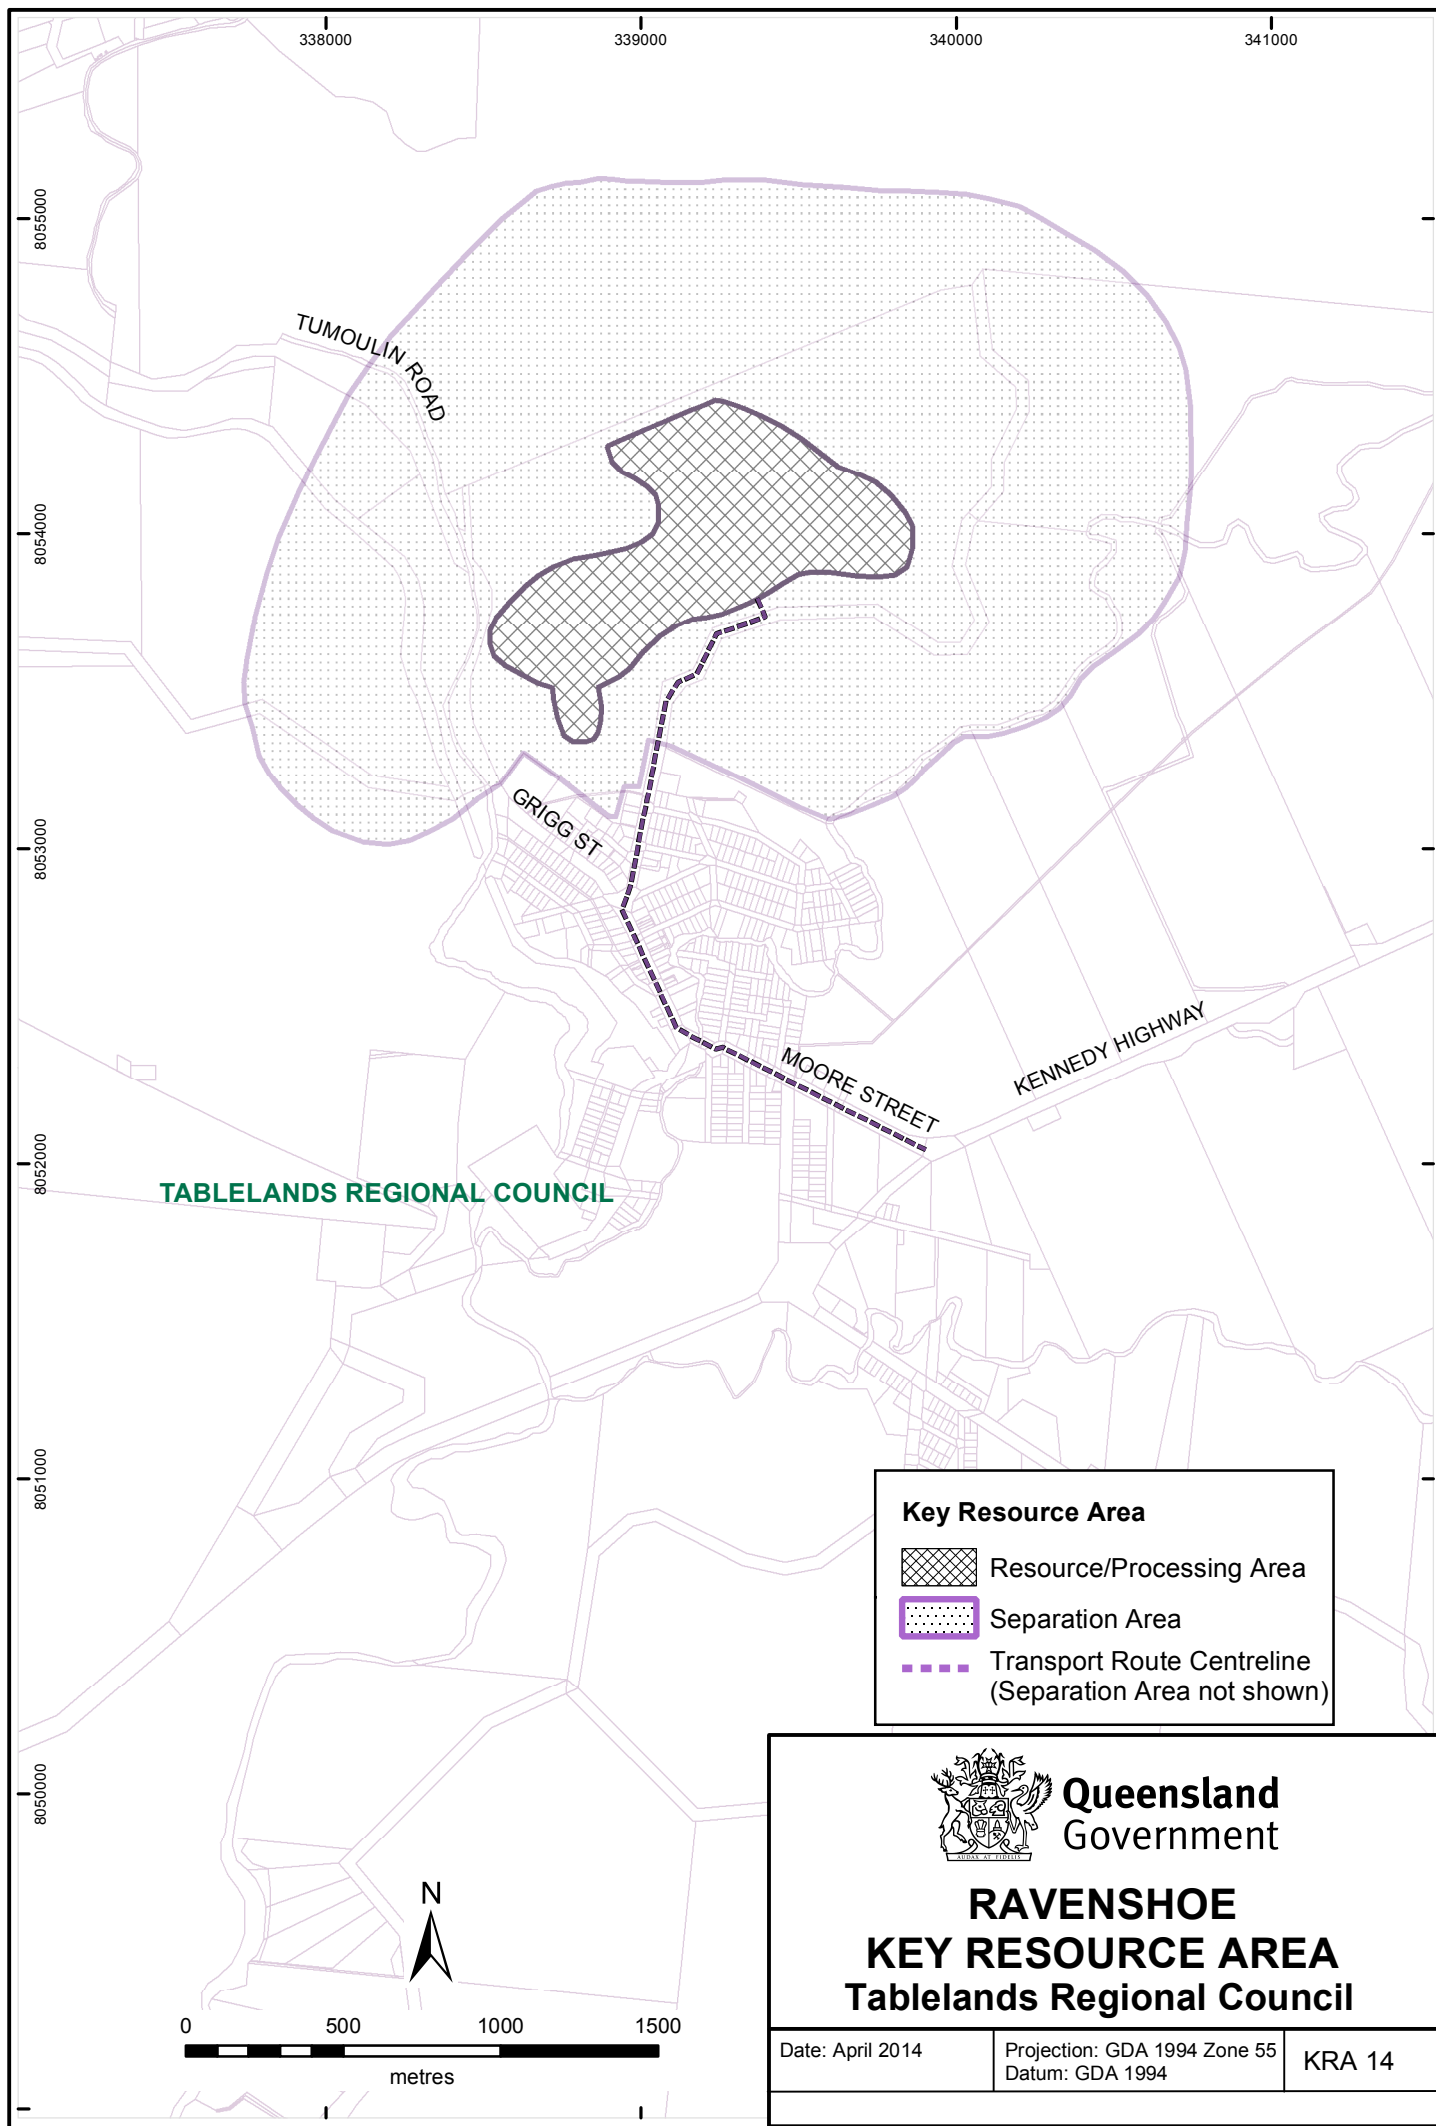 338000
339000
340000
341000
8055000
8054000
8053000
8052000
8051000
8050000
TUMOULIN ROAD
GRIGG ST
MOORE STREET
KENNEDY HIGHWAY
TABLELANDS REGIONAL COUNCIL
Key Resource Area
Resource/Processing Area
Separation Area
Transport Route Centreline
(Separation Area not shown)
AUDAX AT FIDELIS
Queensland
Government
RAVENSHOE
KEY RESOURCE AREA
Tablelands Regional Council
Date: April 2014
Projection: GDA 1994 Zone 55
Datum: GDA 1994
KRA 14
N
0 500 1000 1500
metres